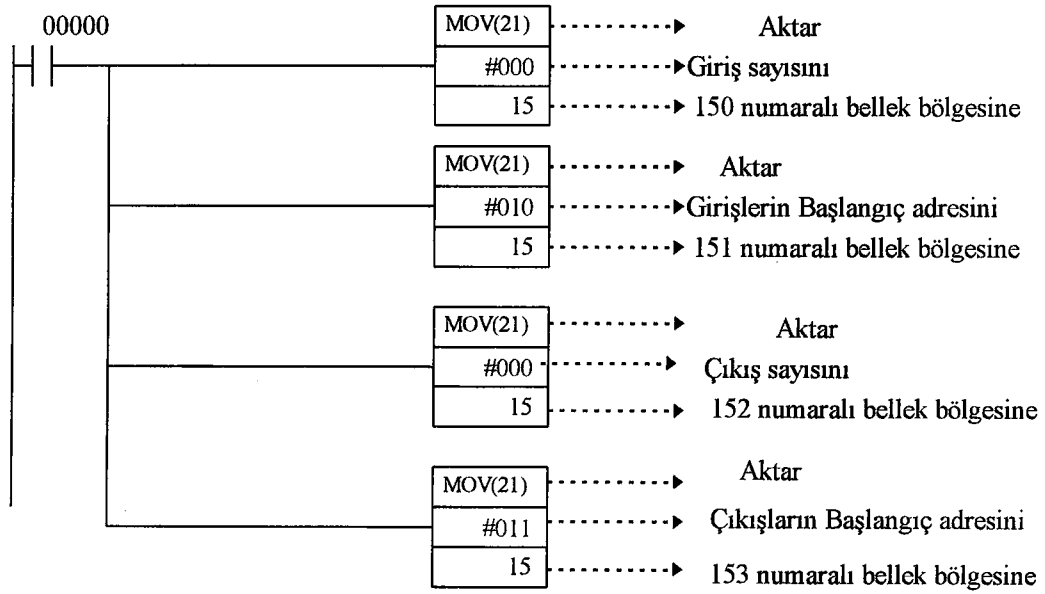 00000
MOV(21) Aktar
#000 Giriş sayısını
15 150 numaralı bellek bölgesine
MOV(21) Aktar
#010 Girişlerin Başlangıç adresini
15 151 numaralı bellek bölgesine
MOV(21) Aktar
#000 Çıkış sayısını
15 152 numaralı bellek bölgesine
MOV(21) Aktar
#011 Çıkışların Başlangıç adresini
15 153 numaralı bellek bölgesine